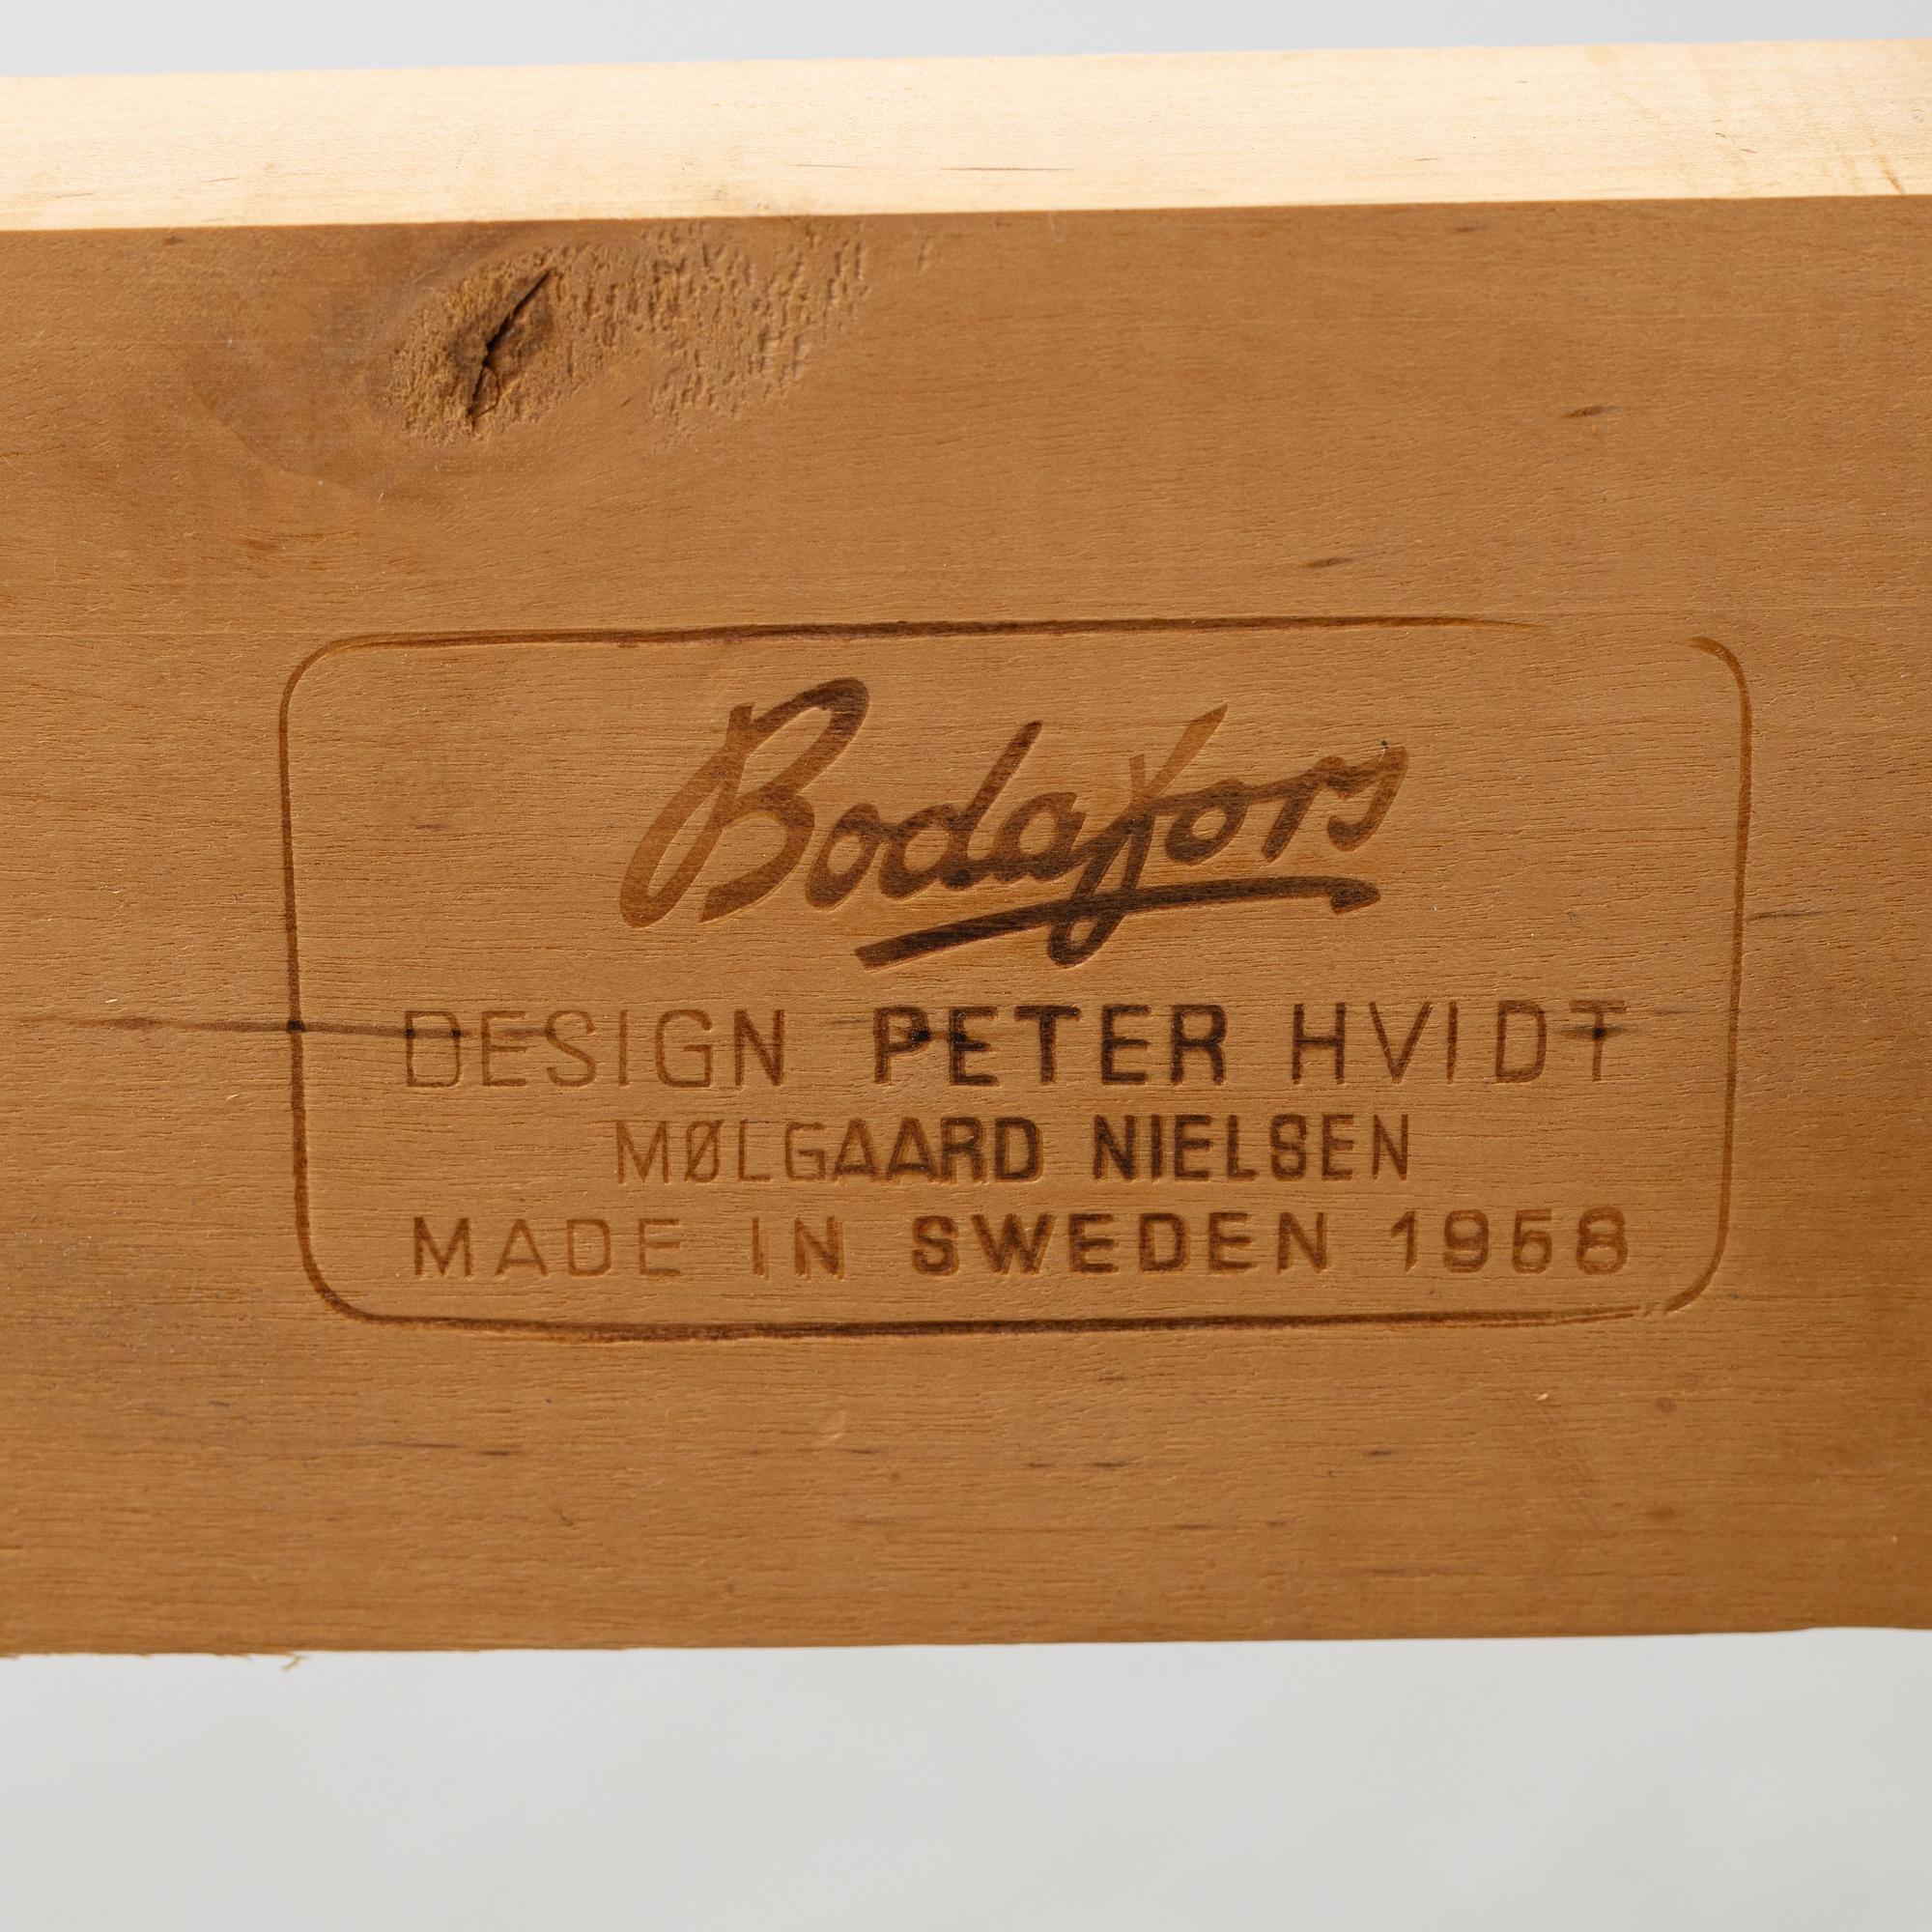 Bodafors
DESIGN PETER HVIDT
MØLGAARD NIELSEN
MADE IN SWEDEN 1958